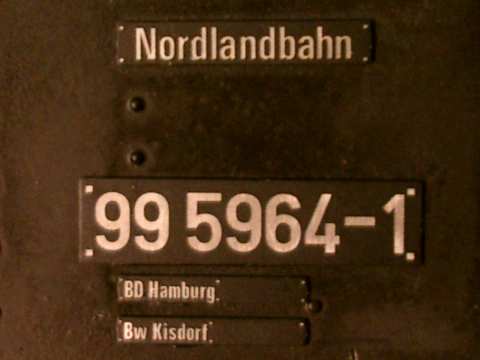 Nordlandbahn
99 5964-1
BD Hamburg
Bw Kisdorf